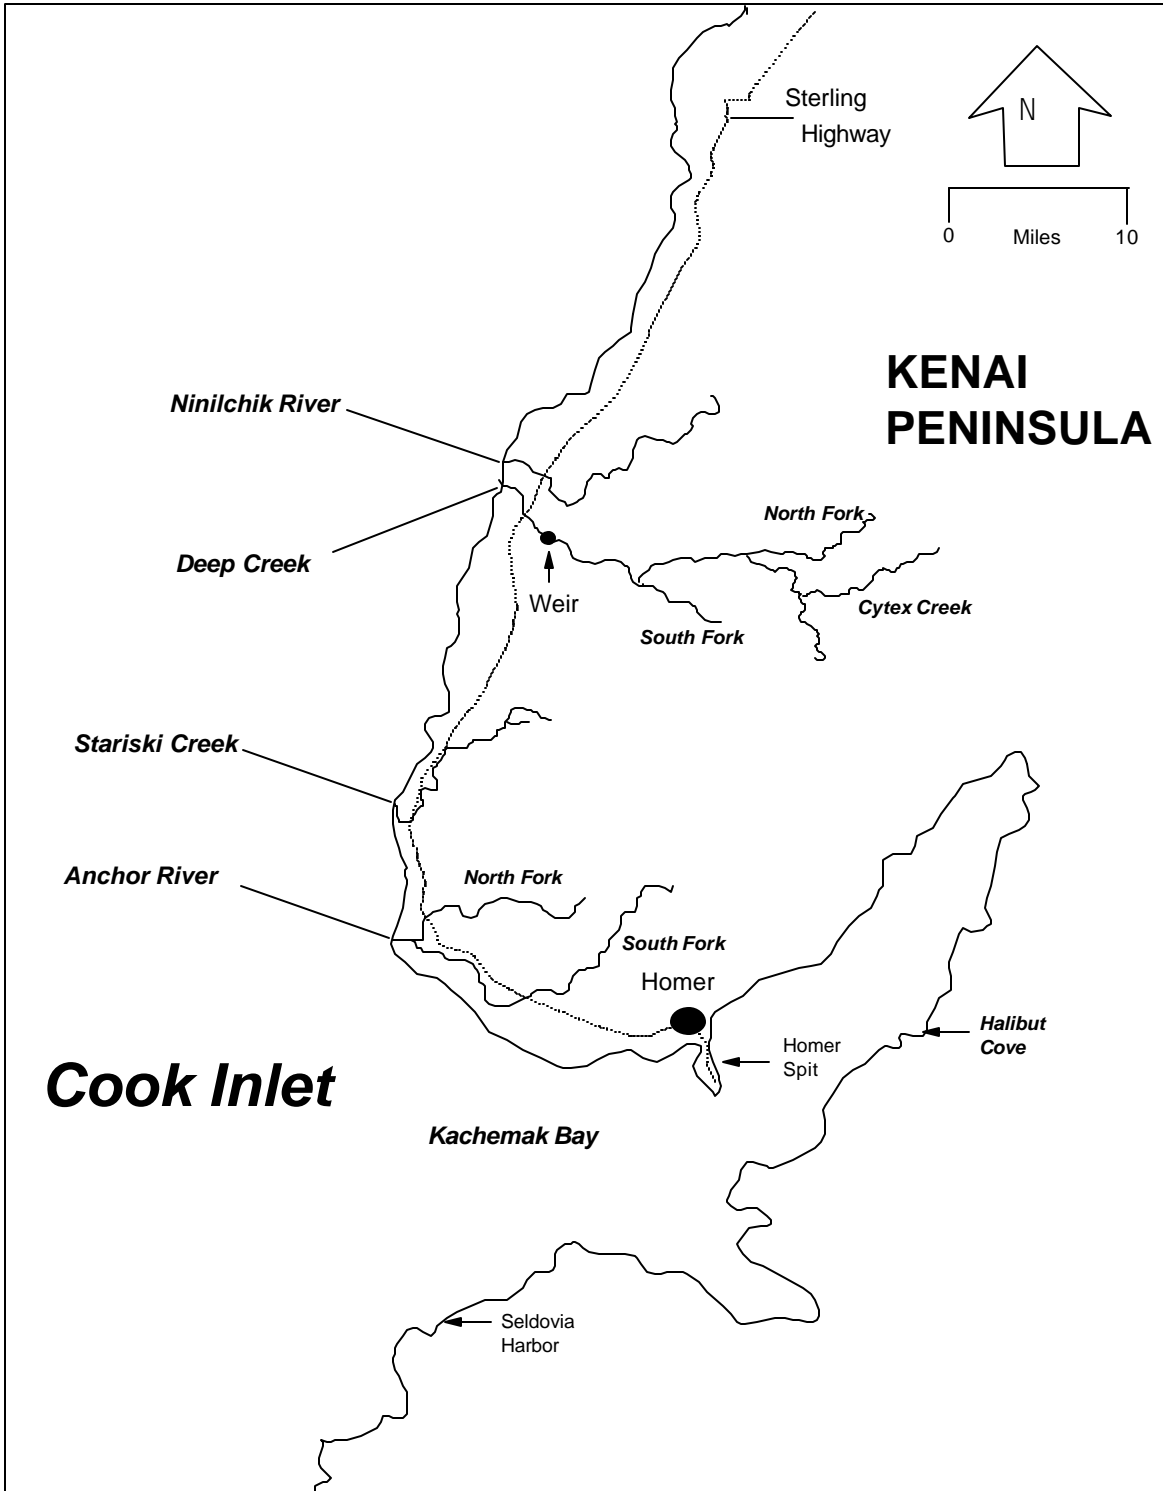 Sterling
Highway
N
0 Miles 10
KENAI
PENINSULA
Ninilchik River
North Fork
Deep Creek
Weir
Cytex Creek
South Fork
Stariski Creek
Anchor River
North Fork
South Fork
Homer
Halibut
Cove
Homer
Spit
Cook Inlet
Kachemak Bay
Seldovia
Harbor